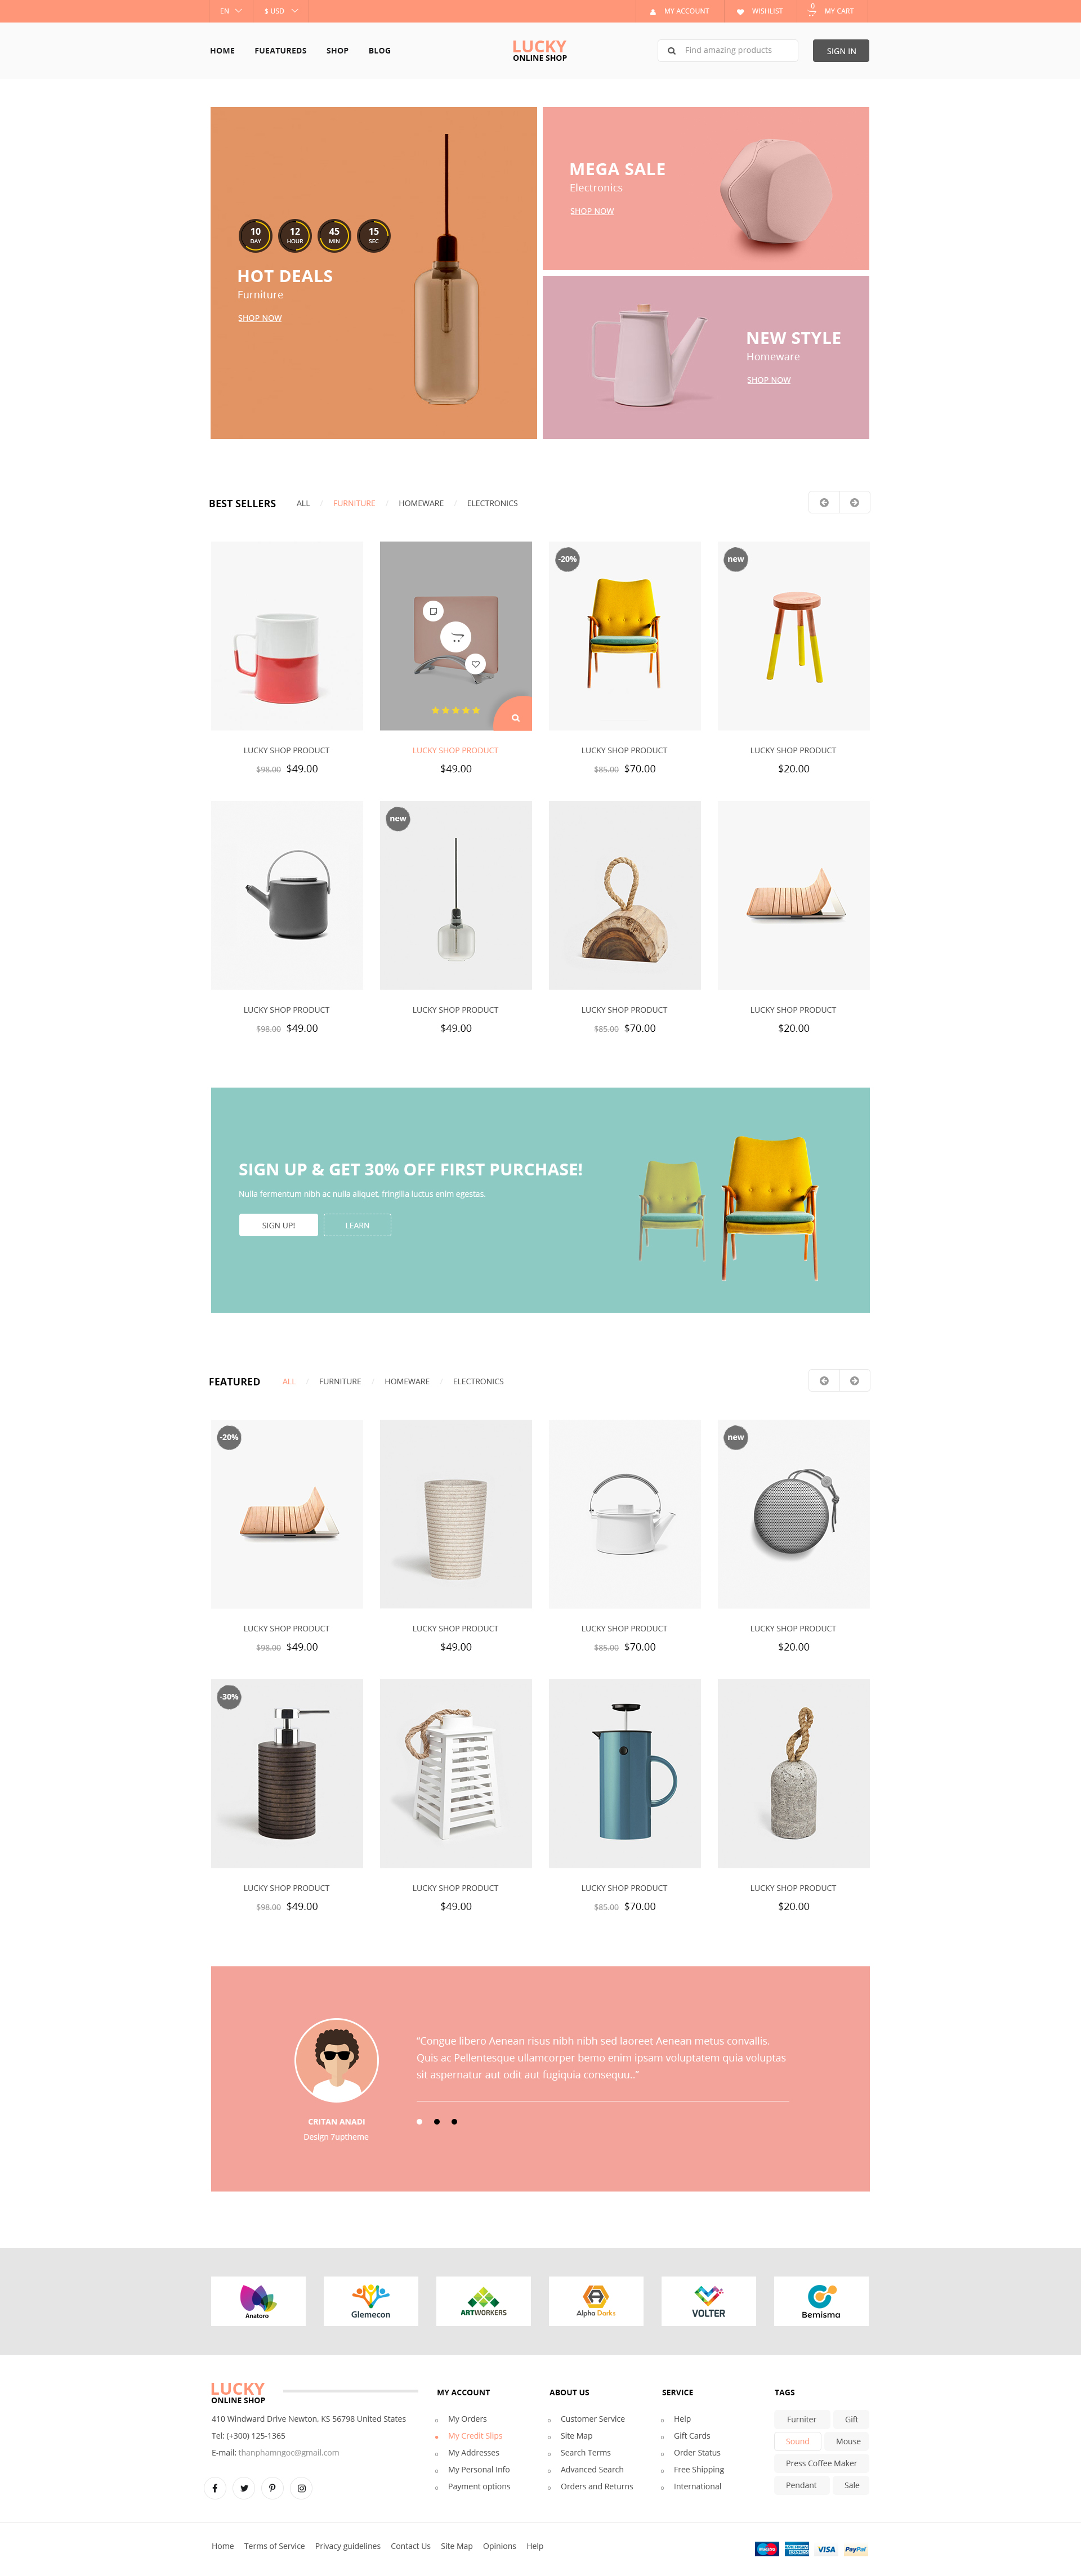 EN $ USD MY ACCOUNT WISHLIST 0 MY CART
HOME FUEATUREDS SHOP BLOG
LUCKY
ONLINE SHOP
Find amazing products
SIGN IN
10 DAY 12 HOUR 45 MIN 15 SEC
HOT DEALS
Furniture
SHOP NOW
MEGA SALE
Electronics
SHOP NOW
NEW STYLE
Homeware
SHOP NOW
BEST SELLERS ALL / FURNITURE / HOMEWARE / ELECTRONICS
-20% new
LUCKY SHOP PRODUCT LUCKY SHOP PRODUCT LUCKY SHOP PRODUCT LUCKY SHOP PRODUCT
$98.00 $49.00 $49.00 $85.00 $70.00 $20.00
new
LUCKY SHOP PRODUCT LUCKY SHOP PRODUCT LUCKY SHOP PRODUCT LUCKY SHOP PRODUCT
$98.00 $49.00 $49.00 $85.00 $70.00 $20.00
SIGN UP & GET 30% OFF FIRST PURCHASE!
Nulla fermentum nibh ac nulla aliquet, fringilla luctus enim egestas.
SIGN UP! LEARN
FEATURED ALL / FURNITURE / HOMEWARE / ELECTRONICS
-20% new
LUCKY SHOP PRODUCT LUCKY SHOP PRODUCT LUCKY SHOP PRODUCT LUCKY SHOP PRODUCT
$98.00 $49.00 $49.00 $85.00 $70.00 $20.00
-30%
LUCKY SHOP PRODUCT LUCKY SHOP PRODUCT LUCKY SHOP PRODUCT LUCKY SHOP PRODUCT
$98.00 $49.00 $49.00 $85.00 $70.00 $20.00
“Congue libero Aenean risus nibh nibh sed laoreet Aenean metus convallis.
Quis ac Pellentesque ullamcorper bemo enim ipsam voluptatem quia voluptas
sit aspernatur aut odit aut fugiquia consequu..”
CRITAN ANADI
Design 7uptheme
Anatoro Glemecon ARTWORKERS Alpha Darks VOLTER Bemisma
LUCKY
ONLINE SHOP
410 Windward Drive Newton, KS 56798 United States
Tel: (+300) 125-1365
E-mail: thanphamngoc@gmail.com
MY ACCOUNT
My Orders
My Credit Slips
My Addresses
My Personal Info
Payment options
ABOUT US
Customer Service
Site Map
Search Terms
Advanced Search
Orders and Returns
SERVICE
Help
Gift Cards
Order Status
Free Shipping
International
TAGS
Furniter Gift
Sound Mouse
Press Coffee Maker
Pendant Sale
Home Terms of Service Privacy guidelines Contact Us Site Map Opinions Help
Maestro AMERICAN EXPRESS VISA PayPal